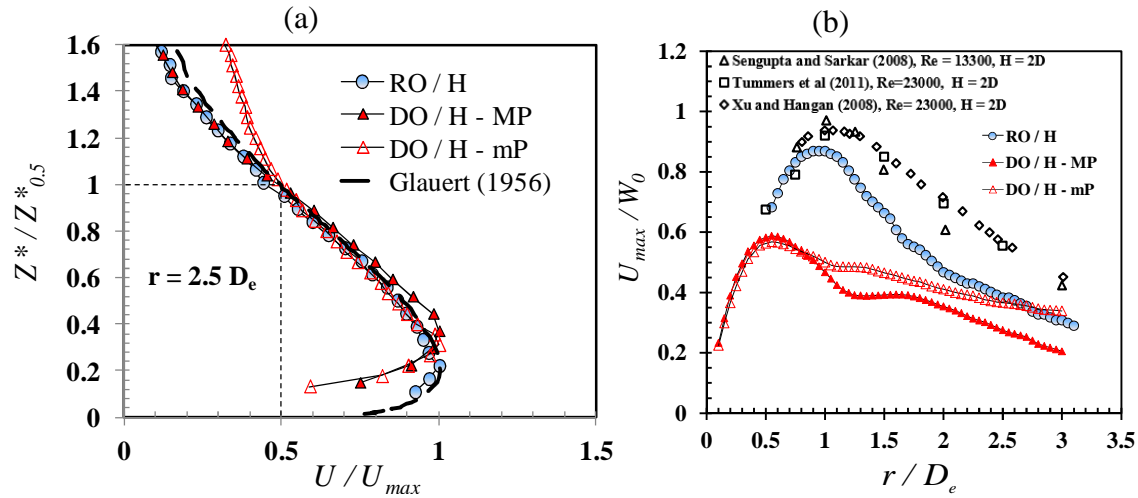 (a)
1.6
1.4
1.2
1
0.8
0.6
0.4
0.2
0
Z* / Z*0.5
RO / H
DO / H - MP
DO / H - mP
Glauert (1956)
r = 2.5 De
0 0.5 1 1.5
U / Umax
(b)
1.2
1
0.8
0.6
0.4
0.2
0
Umax / W0
Sengupta and Sarkar (2008), Re = 13300, H = 2D
Tummers et al (2011), Re=23000, H = 2D
Xu and Hangan (2008), Re= 23000, H = 2D
RO / H
DO / H - MP
DO / H - mP
0 0.5 1 1.5 2 2.5 3
r / De